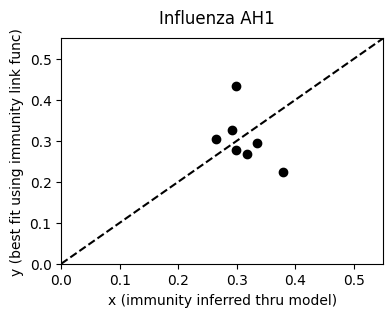 Influenza AH1
y (best fit using immunity link func)
0.5
0.4
0.3
0.2
0.1
0.0
0.0 0.1 0.2 0.3 0.4 0.5
x (immunity inferred thru model)